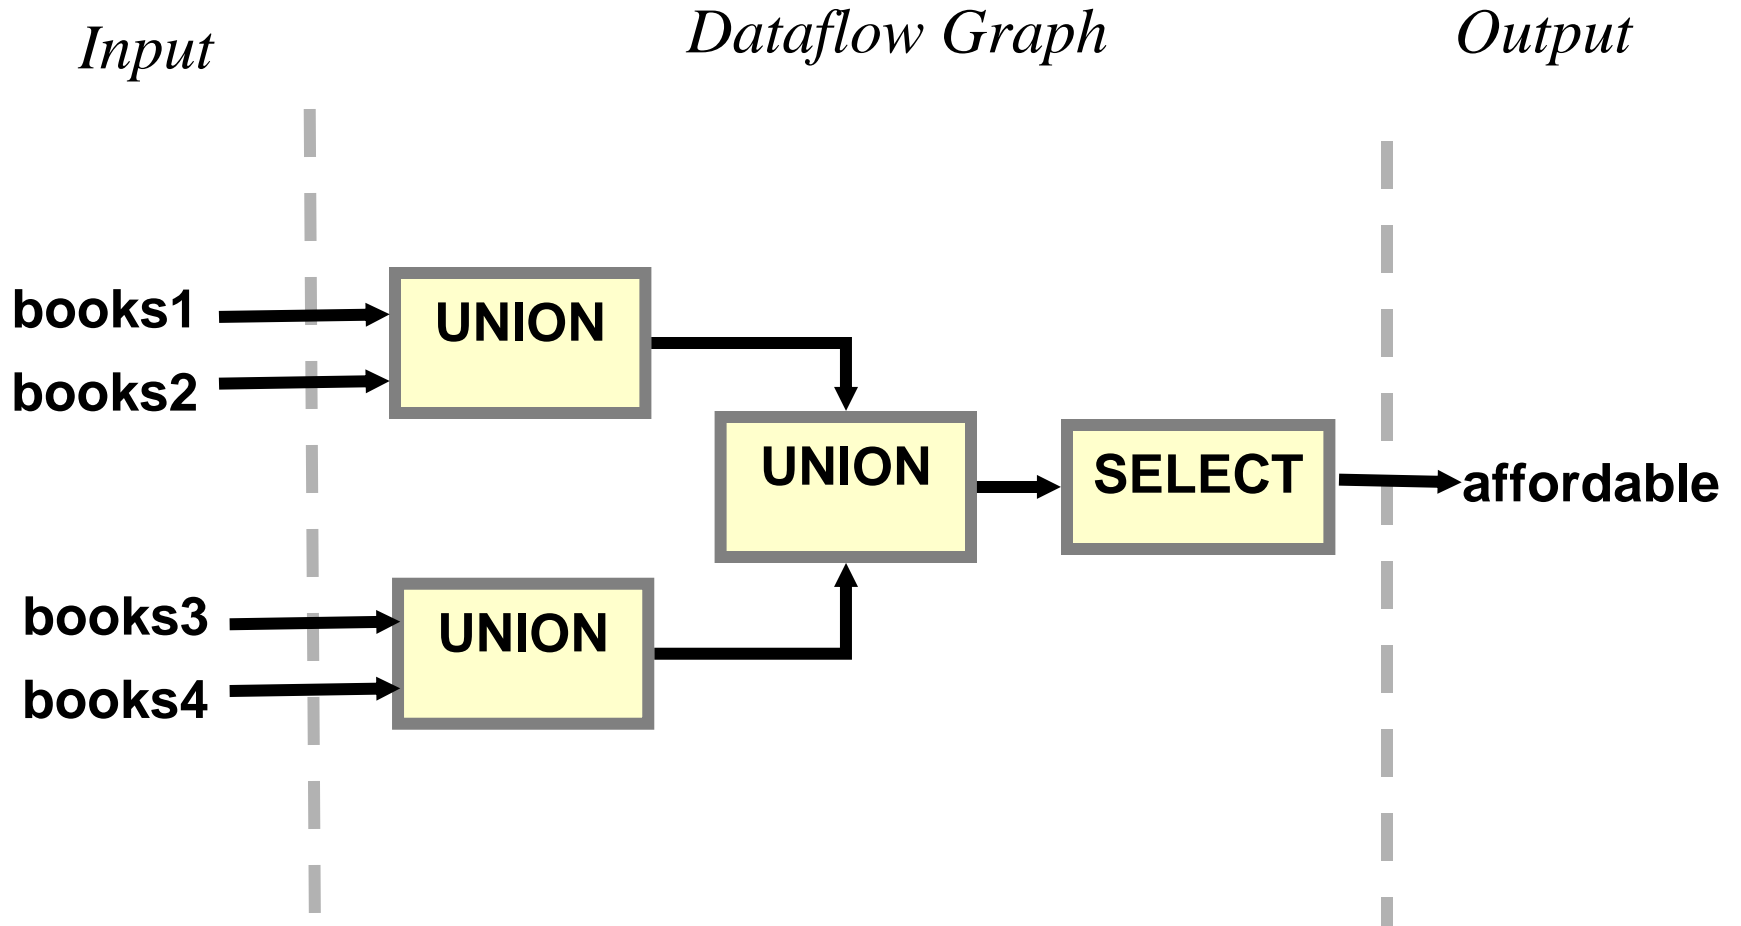 Input
Dataflow Graph
Output
books1
books2
UNION
UNION
SELECT
affordable
books3
books4
UNION